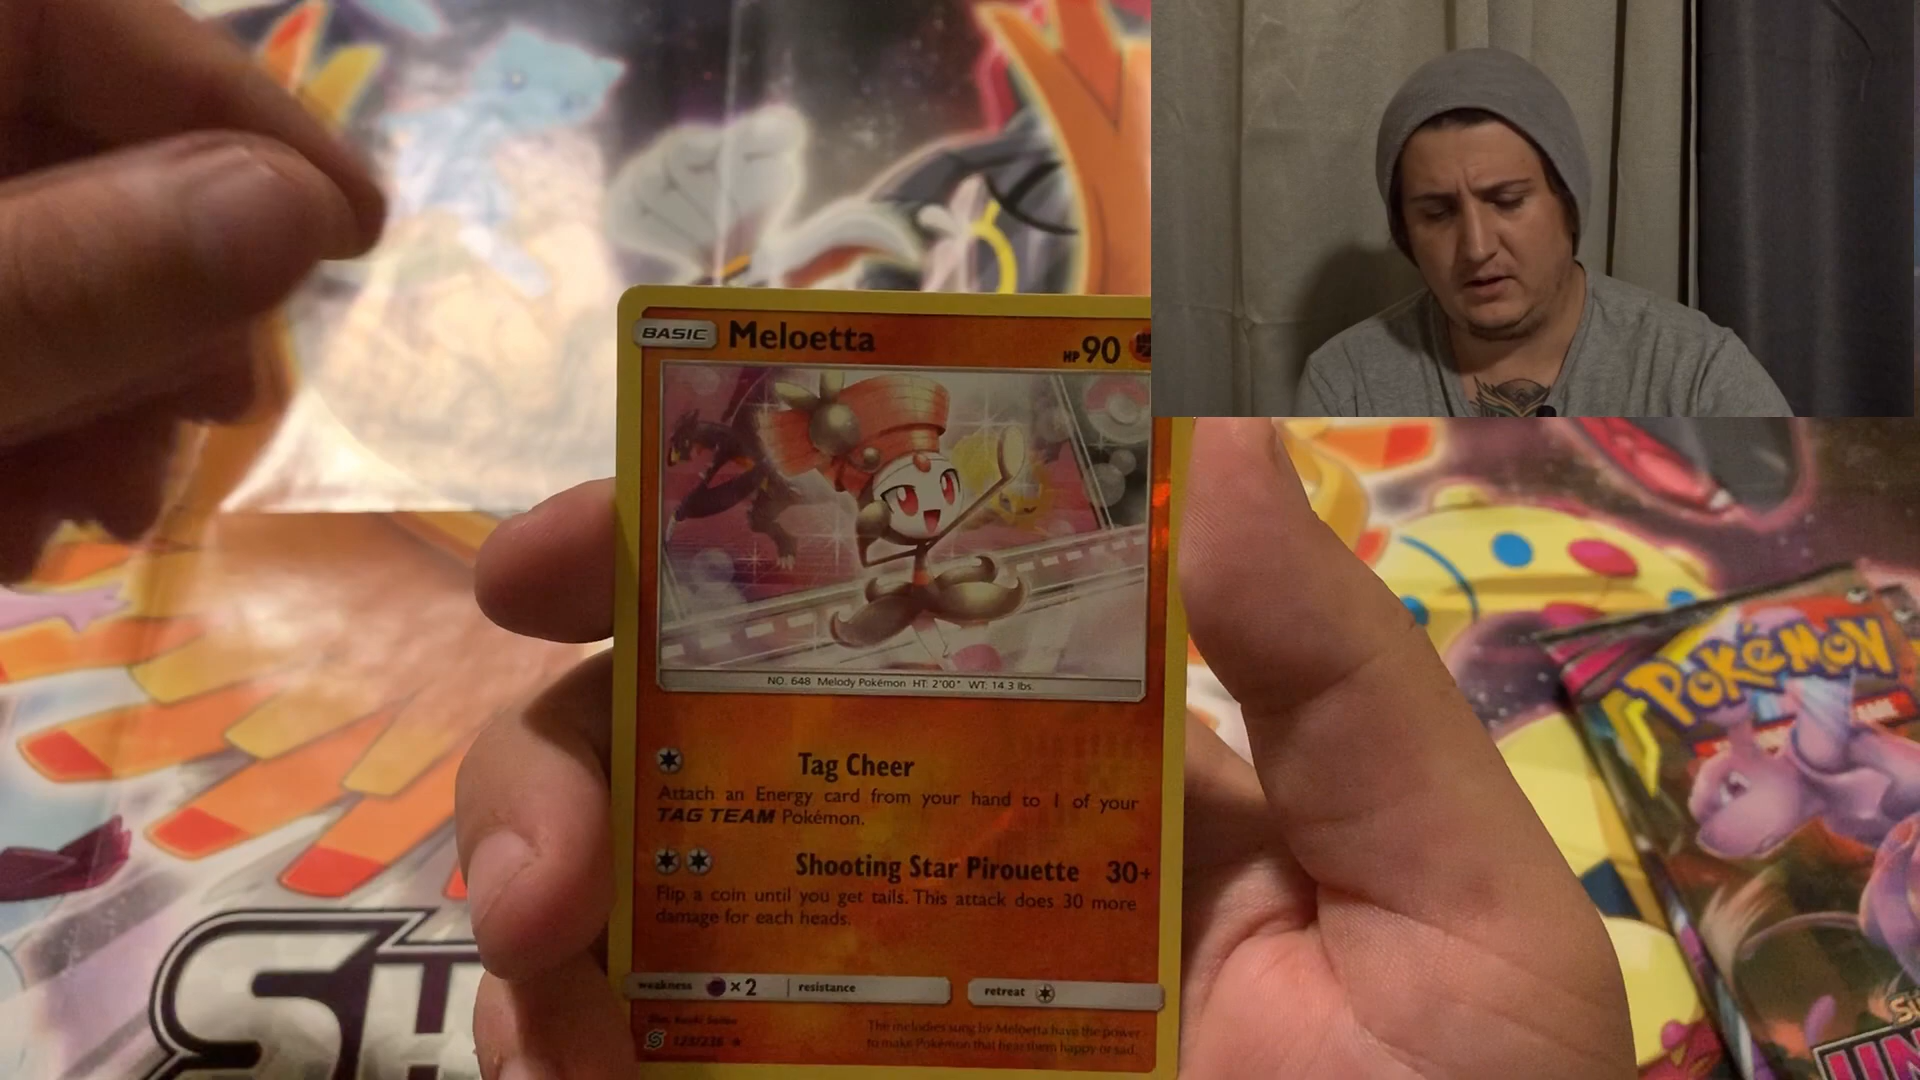 BASIC Meloetta HP 90
NO. 648 Melody Pokémon HT: 2'00" WT: 14.3 lbs.
Tag Cheer
Attach an Energy card from your hand to 1 of your
TAG TEAM Pokémon.
Shooting Star Pirouette 30+
Flip a coin until you get tails. This attack does 30 more
damage for each heads.
weakness ×2 resistance retreat
The melodies sung by Meloetta have the power
to make Pokémon that hear them happy or sad.
POKéMON